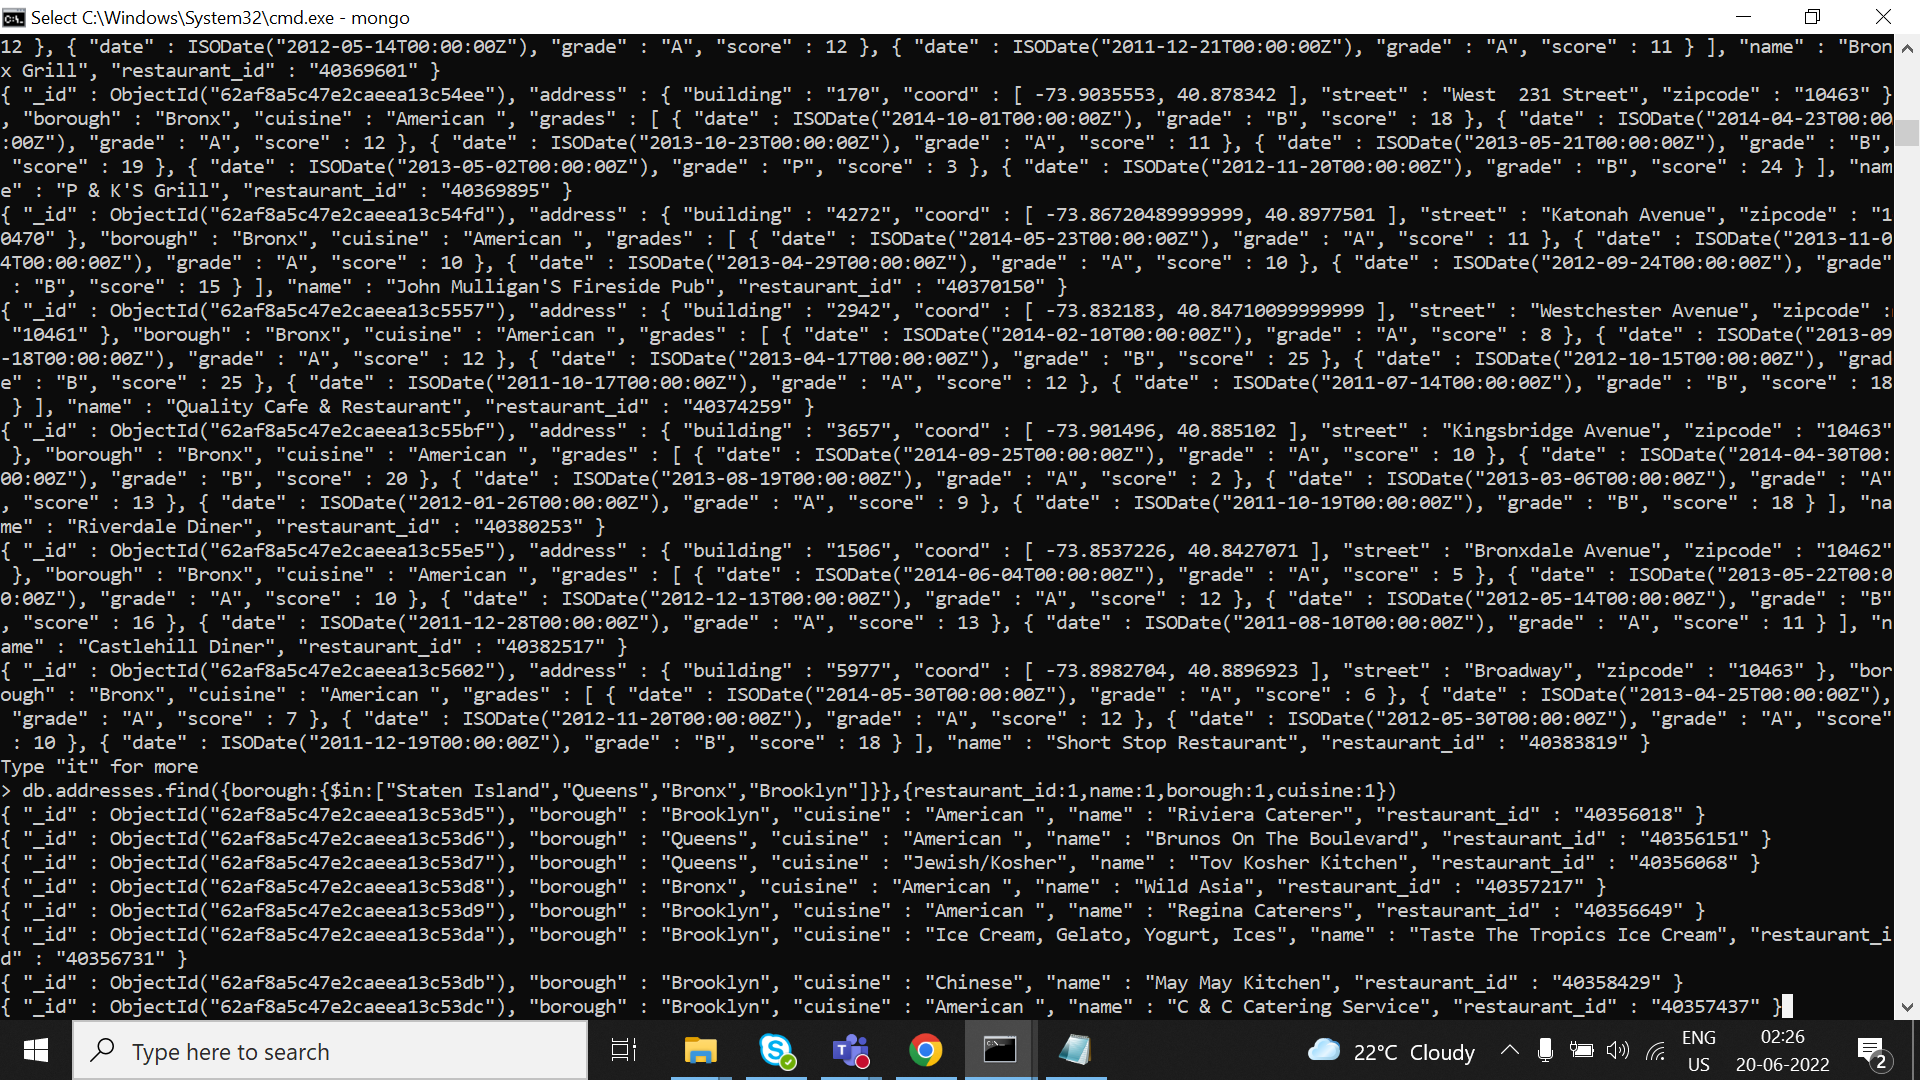 Select C:\Windows\System32\cmd.exe - mongo
12 }, { "date" : ISODate("2012-05-14T00:00:00Z"), "grade" : "A", "score" : 12 }, { "date" : ISODate("2011-12-21T00:00:00Z"), "grade" : "A", "score" : 11 } ], "name" : "Bron
x Grill", "restaurant_id" : "40369601" }
{ "_id" : ObjectId("62af8a5c47e2caeea13c54ee"), "address" : { "building" : "170", "coord" : [ -73.9035553, 40.878342 ], "street" : "West  231 Street", "zipcode" : "10463" }
, "borough" : "Bronx", "cuisine" : "American ", "grades" : [ { "date" : ISODate("2014-10-01T00:00:00Z"), "grade" : "B", "score" : 18 }, { "date" : ISODate("2014-04-23T00:00
:00Z"), "grade" : "A", "score" : 12 }, { "date" : ISODate("2013-10-23T00:00:00Z"), "grade" : "A", "score" : 11 }, { "date" : ISODate("2013-05-21T00:00:00Z"), "grade" : "B",
 "score" : 19 }, { "date" : ISODate("2013-05-02T00:00:00Z"), "grade" : "P", "score" : 3 }, { "date" : ISODate("2012-11-20T00:00:00Z"), "grade" : "B", "score" : 24 } ], "nam
e" : "P & K'S Grill", "restaurant_id" : "40369895" }
{ "_id" : ObjectId("62af8a5c47e2caeea13c54fd"), "address" : { "building" : "4272", "coord" : [ -73.86720489999999, 40.8977501 ], "street" : "Katonah Avenue", "zipcode" : "1
0470" }, "borough" : "Bronx", "cuisine" : "American ", "grades" : [ { "date" : ISODate("2014-05-23T00:00:00Z"), "grade" : "A", "score" : 11 }, { "date" : ISODate("2013-11-0
4T00:00:00Z"), "grade" : "A", "score" : 10 }, { "date" : ISODate("2013-04-29T00:00:00Z"), "grade" : "A", "score" : 10 }, { "date" : ISODate("2012-09-24T00:00:00Z"), "grade"
 : "B", "score" : 15 } ], "name" : "John Mulligan'S Fireside Pub", "restaurant_id" : "40370150" }
{ "_id" : ObjectId("62af8a5c47e2caeea13c5557"), "address" : { "building" : "2942", "coord" : [ -73.832183, 40.84710099999999 ], "street" : "Westchester Avenue", "zipcode" :
 "10461" }, "borough" : "Bronx", "cuisine" : "American ", "grades" : [ { "date" : ISODate("2014-02-10T00:00:00Z"), "grade" : "A", "score" : 8 }, { "date" : ISODate("2013-09
-18T00:00:00Z"), "grade" : "A", "score" : 12 }, { "date" : ISODate("2013-04-17T00:00:00Z"), "grade" : "B", "score" : 25 }, { "date" : ISODate("2012-10-15T00:00:00Z"), "grad
e" : "B", "score" : 25 }, { "date" : ISODate("2011-10-17T00:00:00Z"), "grade" : "A", "score" : 12 }, { "date" : ISODate("2011-07-14T00:00:00Z"), "grade" : "B", "score" : 18
 } ], "name" : "Quality Cafe & Restaurant", "restaurant_id" : "40374259" }
{ "_id" : ObjectId("62af8a5c47e2caeea13c55bf"), "address" : { "building" : "3657", "coord" : [ -73.901496, 40.885102 ], "street" : "Kingsbridge Avenue", "zipcode" : "10463"
 }, "borough" : "Bronx", "cuisine" : "American ", "grades" : [ { "date" : ISODate("2014-09-25T00:00:00Z"), "grade" : "A", "score" : 10 }, { "date" : ISODate("2014-04-30T00:
00:00Z"), "grade" : "B", "score" : 20 }, { "date" : ISODate("2013-08-19T00:00:00Z"), "grade" : "A", "score" : 2 }, { "date" : ISODate("2013-03-06T00:00:00Z"), "grade" : "A"
, "score" : 13 }, { "date" : ISODate("2012-01-26T00:00:00Z"), "grade" : "A", "score" : 9 }, { "date" : ISODate("2011-10-19T00:00:00Z"), "grade" : "B", "score" : 18 } ], "na
me" : "Riverdale Diner", "restaurant_id" : "40380253" }
{ "_id" : ObjectId("62af8a5c47e2caeea13c55e5"), "address" : { "building" : "1506", "coord" : [ -73.8537226, 40.8427071 ], "street" : "Bronxdale Avenue", "zipcode" : "10462"
 }, "borough" : "Bronx", "cuisine" : "American ", "grades" : [ { "date" : ISODate("2014-06-04T00:00:00Z"), "grade" : "A", "score" : 5 }, { "date" : ISODate("2013-05-22T00:0
0:00Z"), "grade" : "A", "score" : 10 }, { "date" : ISODate("2012-12-13T00:00:00Z"), "grade" : "A", "score" : 12 }, { "date" : ISODate("2012-05-14T00:00:00Z"), "grade" : "B"
, "score" : 16 }, { "date" : ISODate("2011-12-28T00:00:00Z"), "grade" : "A", "score" : 13 }, { "date" : ISODate("2011-08-10T00:00:00Z"), "grade" : "A", "score" : 11 } ], "n
ame" : "Castlehill Diner", "restaurant_id" : "40382517" }
{ "_id" : ObjectId("62af8a5c47e2caeea13c5602"), "address" : { "building" : "5977", "coord" : [ -73.8982704, 40.8896923 ], "street" : "Broadway", "zipcode" : "10463" }, "bor
ough" : "Bronx", "cuisine" : "American ", "grades" : [ { "date" : ISODate("2014-05-30T00:00:00Z"), "grade" : "A", "score" : 6 }, { "date" : ISODate("2013-04-25T00:00:00Z"),
 "grade" : "A", "score" : 7 }, { "date" : ISODate("2012-11-20T00:00:00Z"), "grade" : "A", "score" : 12 }, { "date" : ISODate("2012-05-30T00:00:00Z"), "grade" : "A", "score"
 : 10 }, { "date" : ISODate("2011-12-19T00:00:00Z"), "grade" : "B", "score" : 18 } ], "name" : "Short Stop Restaurant", "restaurant_id" : "40383819" }
Type "it" for more
> db.addresses.find({borough:{$in:["Staten Island","Queens","Bronx","Brooklyn"]}},{restaurant_id:1,name:1,borough:1,cuisine:1})
{ "_id" : ObjectId("62af8a5c47e2caeea13c53d5"), "borough" : "Brooklyn", "cuisine" : "American ", "name" : "Riviera Caterer", "restaurant_id" : "40356018" }
{ "_id" : ObjectId("62af8a5c47e2caeea13c53d6"), "borough" : "Queens", "cuisine" : "American ", "name" : "Brunos On The Boulevard", "restaurant_id" : "40356151" }
{ "_id" : ObjectId("62af8a5c47e2caeea13c53d7"), "borough" : "Queens", "cuisine" : "Jewish/Kosher", "name" : "Tov Kosher Kitchen", "restaurant_id" : "40356068" }
{ "_id" : ObjectId("62af8a5c47e2caeea13c53d8"), "borough" : "Bronx", "cuisine" : "American ", "name" : "Wild Asia", "restaurant_id" : "40357217" }
{ "_id" : ObjectId("62af8a5c47e2caeea13c53d9"), "borough" : "Brooklyn", "cuisine" : "American ", "name" : "Regina Caterers", "restaurant_id" : "40356649" }
{ "_id" : ObjectId("62af8a5c47e2caeea13c53da"), "borough" : "Brooklyn", "cuisine" : "Ice Cream, Gelato, Yogurt, Ices", "name" : "Taste The Tropics Ice Cream", "restaurant_i
d" : "40356731" }
{ "_id" : ObjectId("62af8a5c47e2caeea13c53db"), "borough" : "Brooklyn", "cuisine" : "Chinese", "name" : "May May Kitchen", "restaurant_id" : "40358429" }
{ "_id" : ObjectId("62af8a5c47e2caeea13c53dc"), "borough" : "Brooklyn", "cuisine" : "American ", "name" : "C & C Catering Service", "restaurant_id" : "40357437" }
Type here to search
22°C Cloudy
ENG
US
02:26
20-06-2022
2